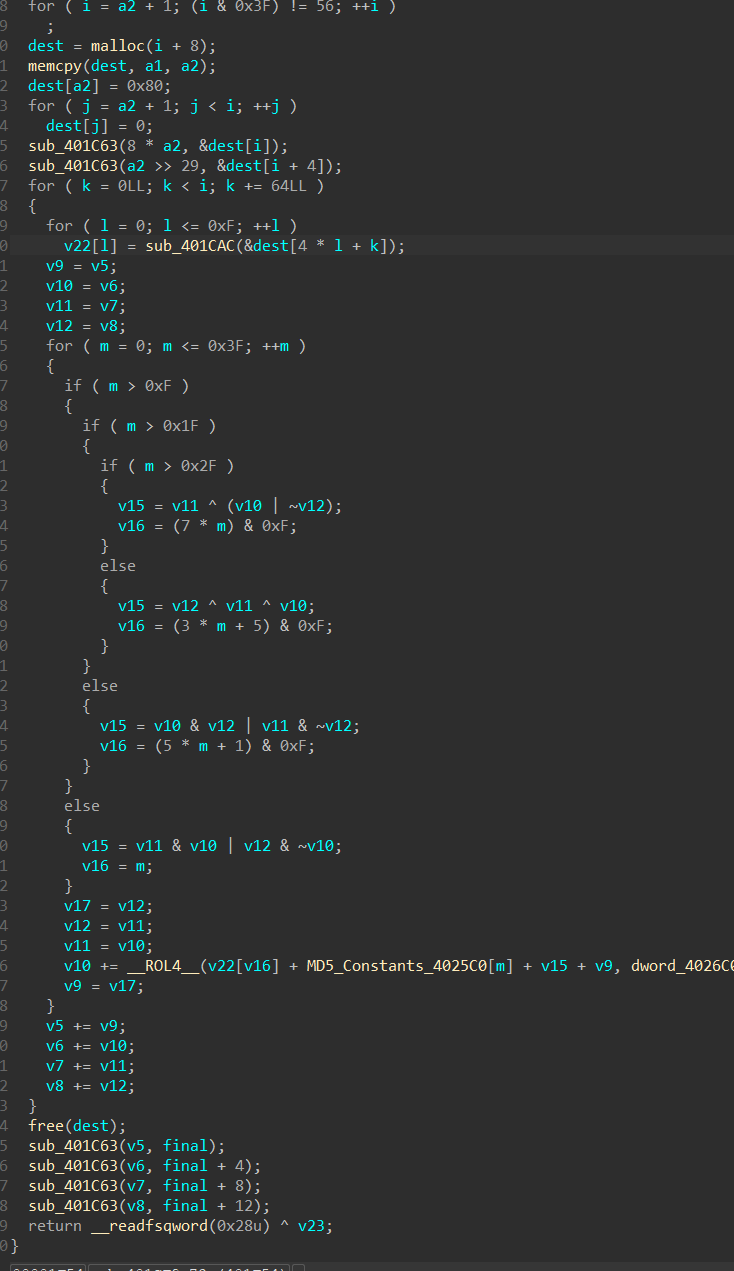 8 for ( i = a2 + 1; (i & 0x3F) != 56; ++i )
9 ;
0 dest = malloc(i + 8);
1 memcpy(dest, a1, a2);
2 dest[a2] = 0x80;
3 for ( j = a2 + 1; j < i; ++j )
4 dest[j] = 0;
5 sub_401C63(8 * a2, &dest[i]);
6 sub_401C63(a2 >> 29, &dest[i + 4]);
7 for ( k = 0LL; k < i; k += 64LL )
8 {
9 for ( l = 0; l <= 0xF; ++l )
0 v22[l] = sub_401CAC(&dest[4 * l + k]);
1 v9 = v5;
2 v10 = v6;
3 v11 = v7;
4 v12 = v8;
5 for ( m = 0; m <= 0x3F; ++m )
6 {
7 if ( m > 0xF )
8 {
9 if ( m > 0x1F )
0 {
1 if ( m > 0x2F )
2 {
3 v15 = v11 ^ (v10 | ~v12);
4 v16 = (7 * m) & 0xF;
5 }
6 else
7 {
8 v15 = v12 ^ v11 ^ v10;
9 v16 = (3 * m + 5) & 0xF;
0 }
1 }
2 else
3 {
4 v15 = v10 & v12 | v11 & ~v12;
5 v16 = (5 * m + 1) & 0xF;
6 }
7 }
8 else
9 {
0 v15 = v11 & v10 | v12 & ~v10;
1 v16 = m;
2 }
3 v17 = v12;
4 v12 = v11;
5 v11 = v10;
6 v10 += __ROL4__(v22[v16] + MD5_Constants_4025C0[m] + v15 + v9, dword_4026C0
7 v9 = v17;
8 }
9 v5 += v9;
0 v6 += v10;
1 v7 += v11;
2 v8 += v12;
3 }
4 free(dest);
5 sub_401C63(v5, final);
6 sub_401C63(v6, final + 4);
7 sub_401C63(v7, final + 8);
8 sub_401C63(v8, final + 12);
9 return __readfsqword(0x28u) ^ v23;
0 }